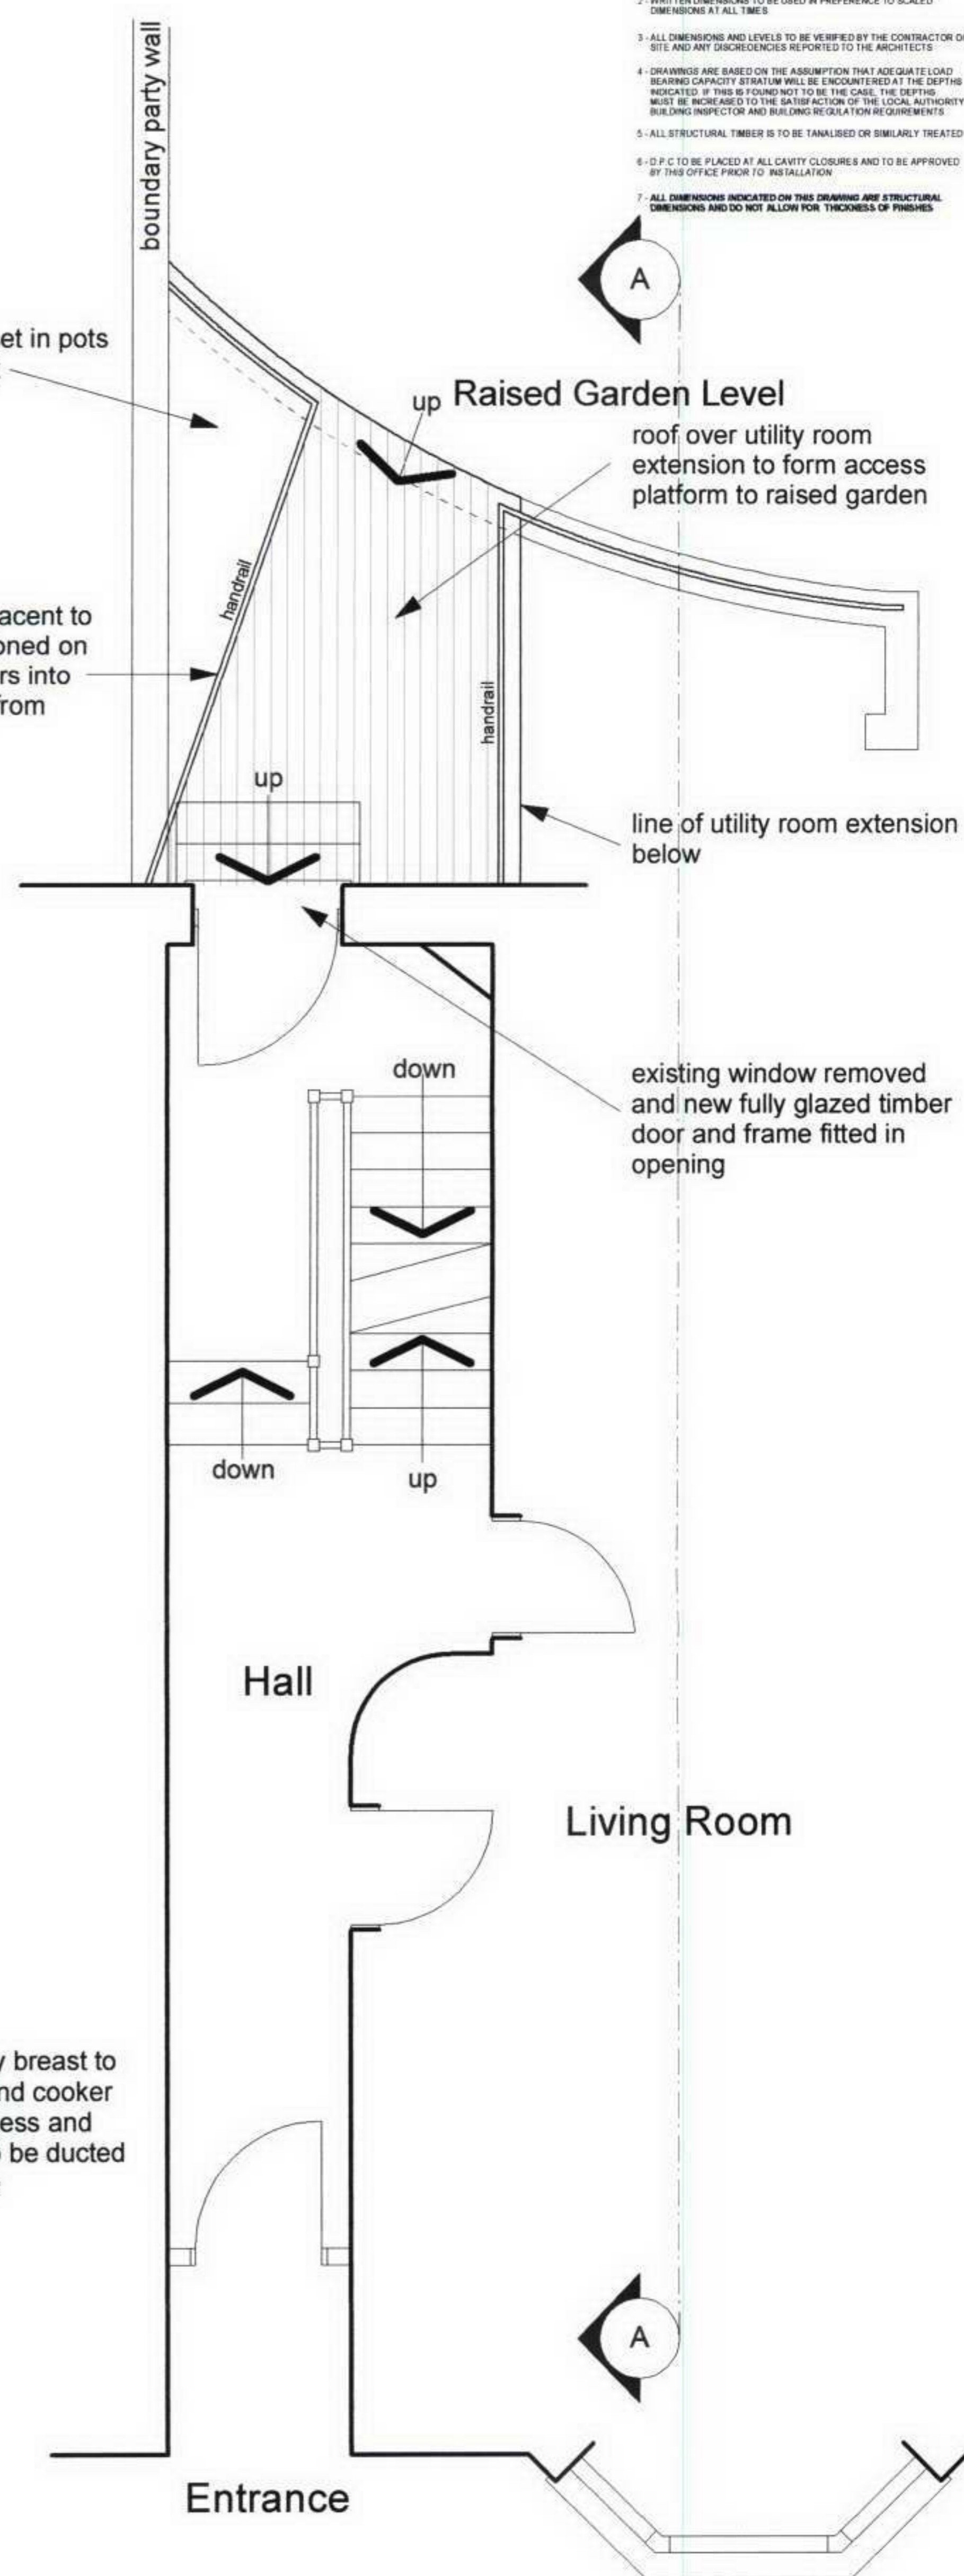 2 - WRITTEN DIMENSIONS TO BE USED IN PREFERENCE TO SCALED
DIMENSIONS AT ALL TIMES
3 - ALL DIMENSIONS AND LEVELS TO BE VERIFIED BY THE CONTRACTOR ON
SITE AND ANY DISCREOENCIES REPORTED TO THE ARCHITECTS
4 - DRAWINGS ARE BASED ON THE ASSUMPTION THAT ADEQUATE LOAD
BEARING CAPACITY STRATUM WILL BE ENCOUNTERED AT THE DEPTHS
INDICATED. IF THIS IS FOUND NOT TO BE THE CASE, THE DEPTHS
MUST BE INCREASED TO THE SATISFACTION OF THE LOCAL AUTHORITY
BUILDING INSPECTOR AND BUILDING REGULATION REQUIREMENTS
5 - ALL STRUCTURAL TIMBER IS TO BE TANALISED OR SIMILARLY TREATED
6 - D.P.C TO BE PLACED AT ALL CAVITY CLOSURES AND TO BE APPROVED
BY THIS OFFICE PRIOR TO INSTALLATION
7 - ALL DIMENSIONS INDICATED ON THIS DRAWING ARE STRUCTURAL
DIMENSIONS AND DO NOT ALLOW FOR THICKNESS OF FINISHES
boundary party wall
A
et in pots
up
Raised Garden Level
roof over utility room
extension to form access
platform to raised garden
handrail
acent to
oned on
rs into
from
handrail
up
line of utility room extension
below
down
existing window removed
and new fully glazed timber
door and frame fitted in
opening
down
up
Hall
Living Room
y breast to
nd cooker
ess and
be ducted
A
Entrance